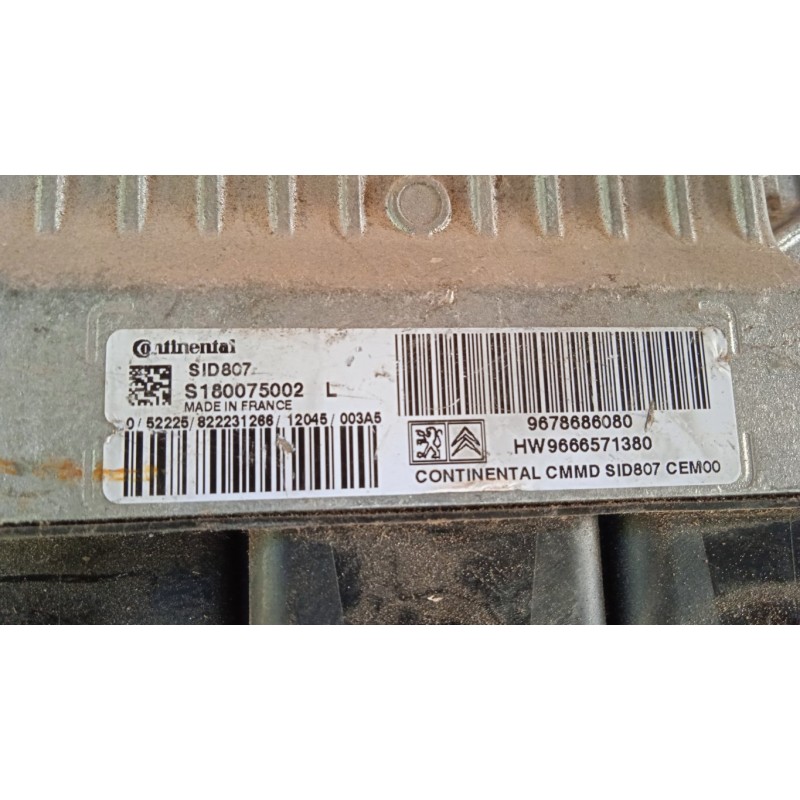 Continental
SID807
S180075002 L
MADE IN FRANCE
0/52225/822231266/12045/003A5
9678686080
HW9666571380
CONTINENTAL CMMD SID807 CEM00